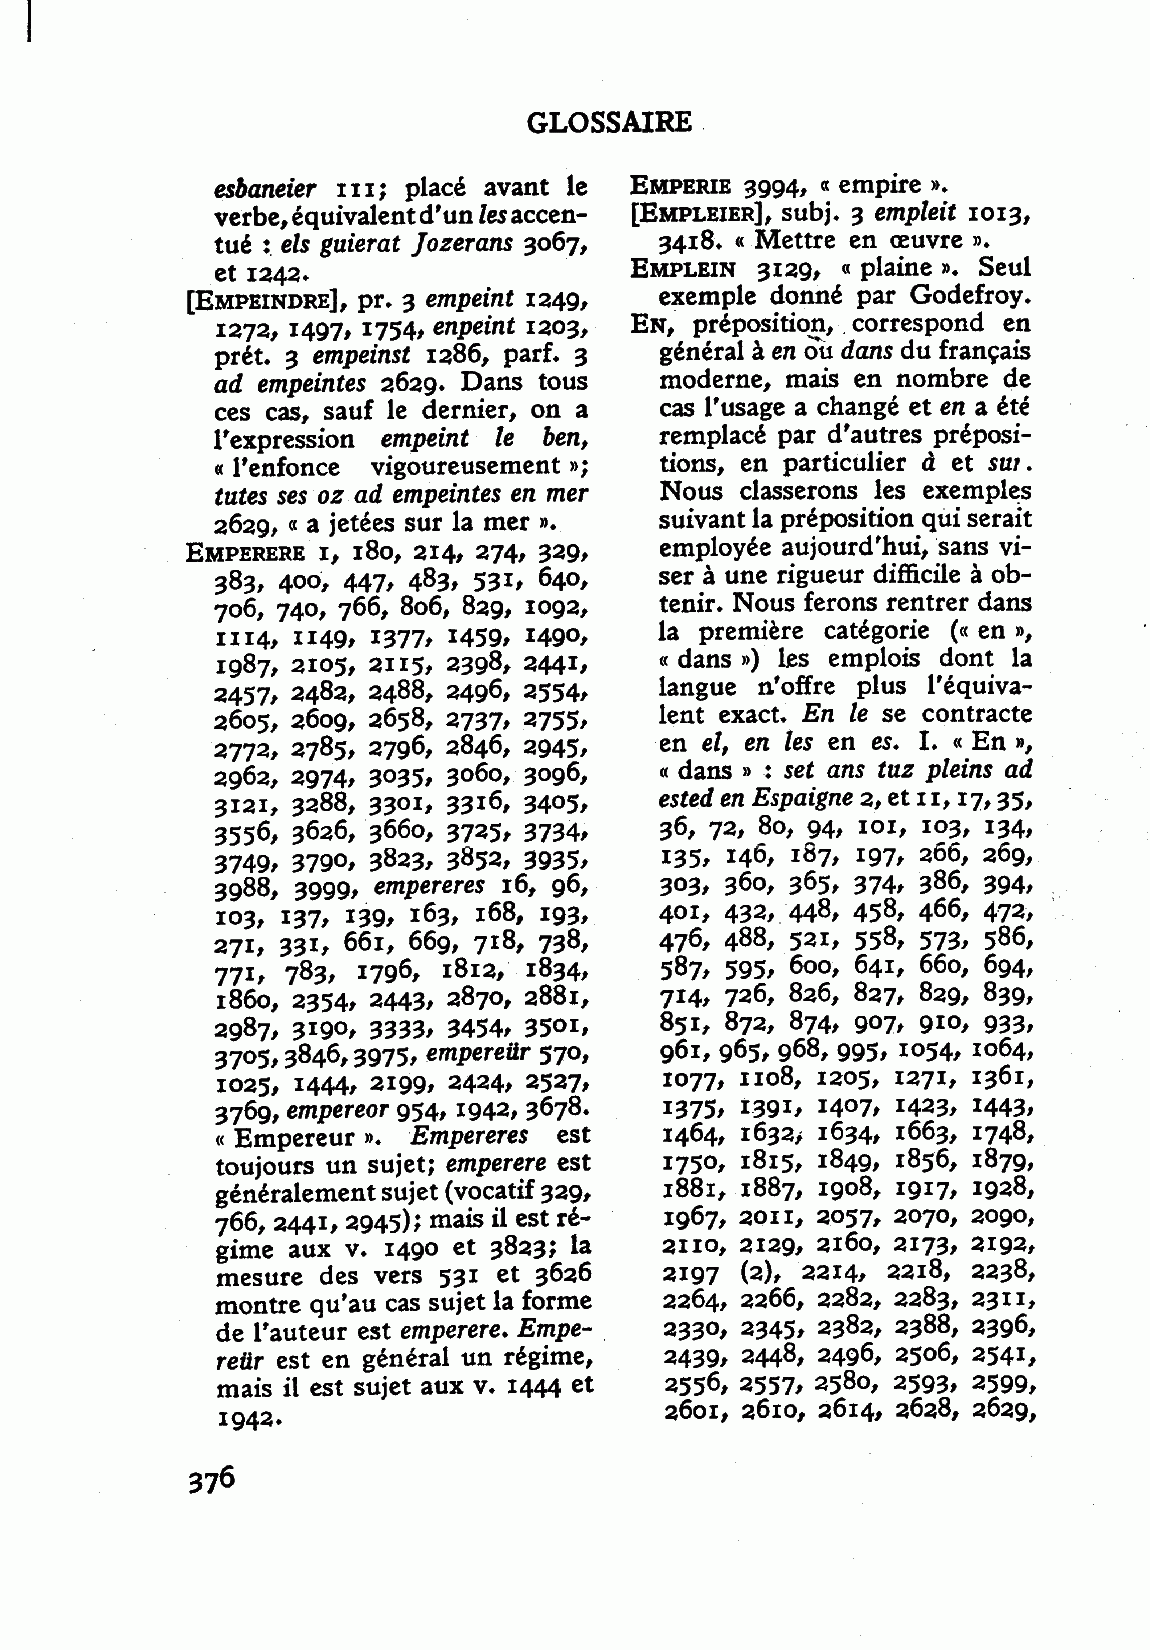 GLOSSAIRE
esbaneier 111; placé avant le
verbe, équivalent d'un les accen-
tué : els guierat Jozerans 3067,
et 1242.
[EMPEINDRE], pr. 3 empeint 1249,
1272, 1497, 1754, enpeint 1203,
prét. 3 empeinst 1286, parf. 3
ad empeintes 2629. Dans tous
ces cas, sauf le dernier, on a
l'expression empeint le ben,
« l'enfonce vigoureusement »;
tutes ses oz ad empeintes en mer
2629, « a jetées sur la mer ».
EMPERERE 1, 180, 214, 274, 329,
383, 400, 447, 483, 531, 640,
706, 740, 766, 806, 829, 1092,
1114, 1149, 1377, 1459, 1490,
1987, 2105, 2115, 2398, 2441,
2457, 2482, 2488, 2496, 2554,
2605, 2609, 2658, 2737, 2755,
2772, 2785, 2796, 2846, 2945,
2962, 2974, 3035, 3060, 3096,
3121, 3288, 3301, 3316, 3405,
3556, 3626, 3660, 3725, 3734,
3749, 3790, 3823, 3852, 3935,
3988, 3999, empereres 16, 96,
103, 137, 139, 163, 168, 193,
271, 331, 661, 669, 718, 738,
771, 783, 1796, 1812, 1834,
1860, 2354, 2443, 2870, 2881,
2987, 3190, 3333, 3454, 3501,
3705, 3846, 3975, empereür 570,
1025, 1444, 2199, 2424, 2527,
3769, empereor 954, 1942, 3678.
« Empereur ». Empereres est
toujours un sujet; emperere est
généralement sujet (vocatif 329,
766, 2441, 2945); mais il est ré-
gime aux v. 1490 et 3823; la
mesure des vers 531 et 3626
montre qu'au cas sujet la forme
de l'auteur est emperere. Empe-
reür est en général un régime,
mais il est sujet aux v. 1444 et
1942.
EMPERIE 3994, « empire ».
[EMPLEIER], subj. 3 empleit 1013,
3418. « Mettre en œuvre ».
EMPLEIN 3129, « plaine ». Seul
exemple donné par Godefroy.
EN, préposition, correspond en
général à en ou dans du français
moderne, mais en nombre de
cas l'usage a changé et en a été
remplacé par d'autres préposi-
tions, en particulier à et sur.
Nous classerons les exemples
suivant la préposition qui serait
employée aujourd'hui, sans vi-
ser à une rigueur difficile à ob-
tenir. Nous ferons rentrer dans
la première catégorie (« en »,
« dans ») les emplois dont la
langue n'offre plus l'équiva-
lent exact. En le se contracte
en el, en les en es. I. « En »,
« dans » : set ans tuz pleins ad
ested en Espaigne 2, et 11, 17, 35,
36, 72, 80, 94, 101, 103, 134,
135, 146, 187, 197, 266, 269,
303, 360, 365, 374, 386, 394,
401, 432, 448, 458, 466, 472,
476, 488, 521, 558, 573, 586,
587, 595, 600, 641, 660, 694,
714, 726, 826, 827, 829, 839,
851, 872, 874, 907, 910, 933,
961, 965, 968, 995, 1054, 1064,
1077, 1108, 1205, 1271, 1361,
1375, 1391, 1407, 1423, 1443,
1464, 1632, 1634, 1663, 1748,
1750, 1815, 1849, 1856, 1879,
1881, 1887, 1908, 1917, 1928,
1967, 2011, 2057, 2070, 2090,
2110, 2129, 2160, 2173, 2192,
2197 (2), 2214, 2218, 2238,
2264, 2266, 2282, 2283, 2311,
2330, 2345, 2382, 2388, 2396,
2439, 2448, 2496, 2506, 2541,
2556, 2557, 2580, 2593, 2599,
2601, 2610, 2614, 2628, 2629,
376